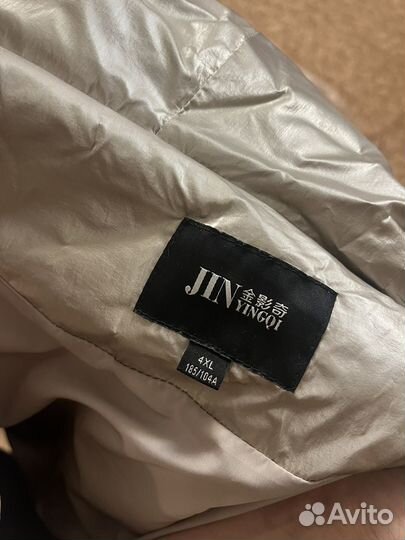 JIN 金影奇
YINGQI
4XL
185/104A
Avito